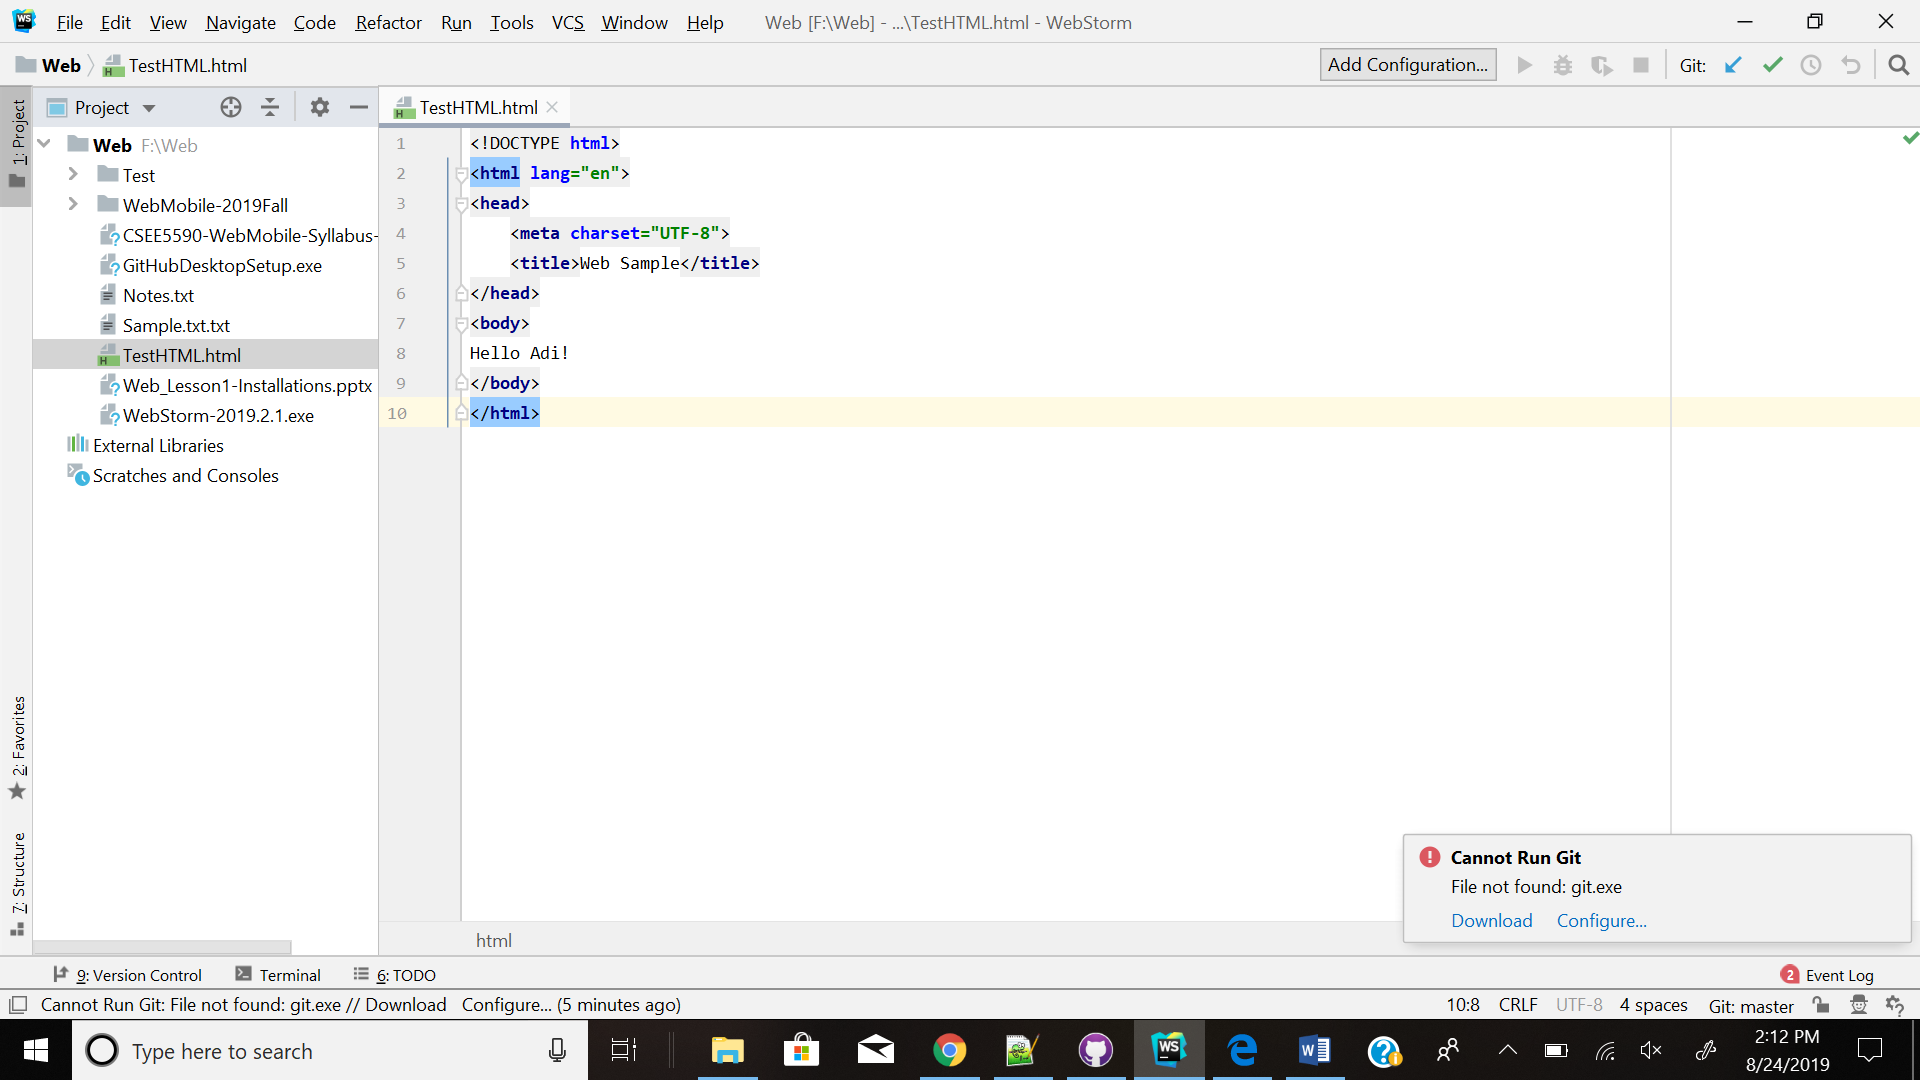 WS File Edit View Navigate Code Refactor Run Tools VCS Window Help Web [F:\Web] - ...\TestHTML.html - WebStorm
Web TestHTML.html Add Configuration... Git:
Project
TestHTML.html
1: Project
2: Favorites
7: Structure
Web F:\Web
Test
WebMobile-2019Fall
CSEE5590-WebMobile-Syllabus-
GitHubDesktopSetup.exe
Notes.txt
Sample.txt.txt
TestHTML.html
Web_Lesson1-Installations.pptx
WebStorm-2019.2.1.exe
External Libraries
Scratches and Consoles
1 <!DOCTYPE html>
2 <html lang="en">
3 <head>
4 <meta charset="UTF-8">
5 <title>Web Sample</title>
6 </head>
7 <body>
8 Hello Adi!
9 </body>
10 </html>
html
Cannot Run Git
File not found: git.exe
Download Configure...
9: Version Control Terminal 6: TODO 2 Event Log
Cannot Run Git: File not found: git.exe // Download Configure... (5 minutes ago) 10:8 CRLF UTF-8 4 spaces Git: master
Type here to search WS 2:12 PM
8/24/2019